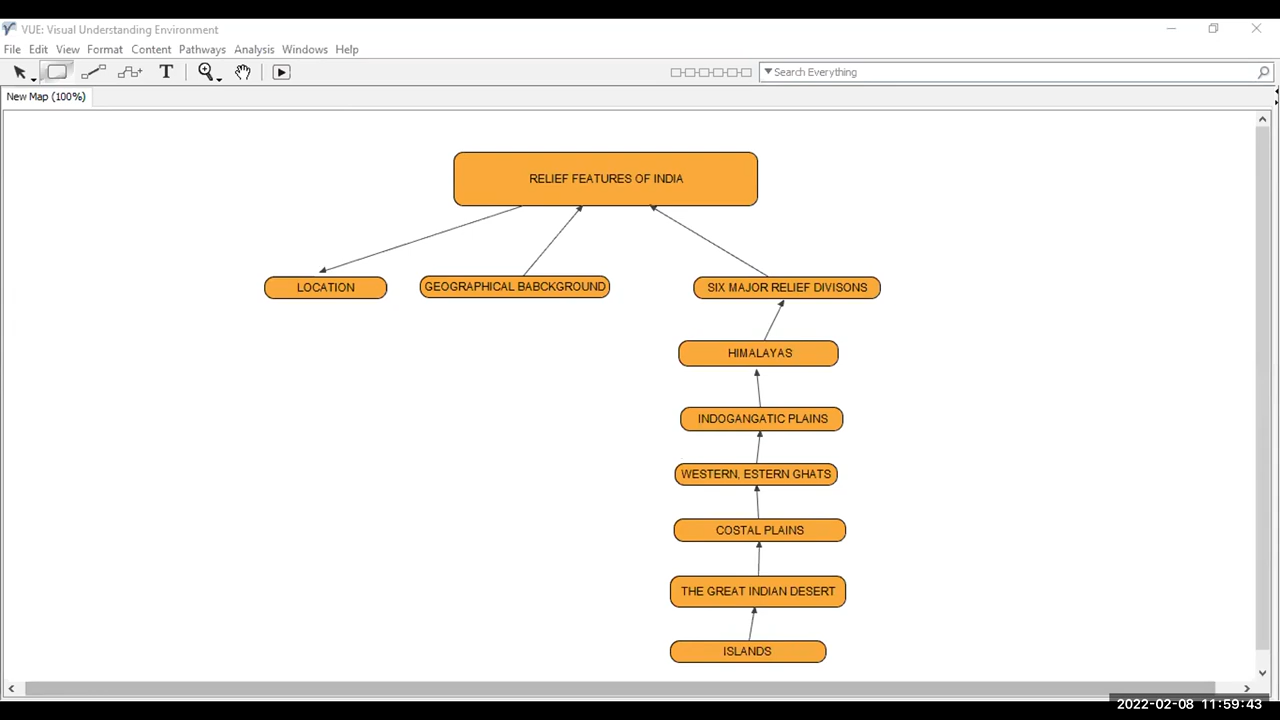 VUE: Visual Understanding Environment
File Edit View Format Content Pathways Analysis Windows Help
T Search Everything
New Map (100%)
RELIEF FEATURES OF INDIA
LOCATION GEOGRAPHICAL BABCKGROUND SIX MAJOR RELIEF DIVISONS
HIMALAYAS
INDOGANGATIC PLAINS
WESTERN, ESTERN GHATS
COSTAL PLAINS
THE GREAT INDIAN DESERT
ISLANDS
2022-02-08 11:59:43